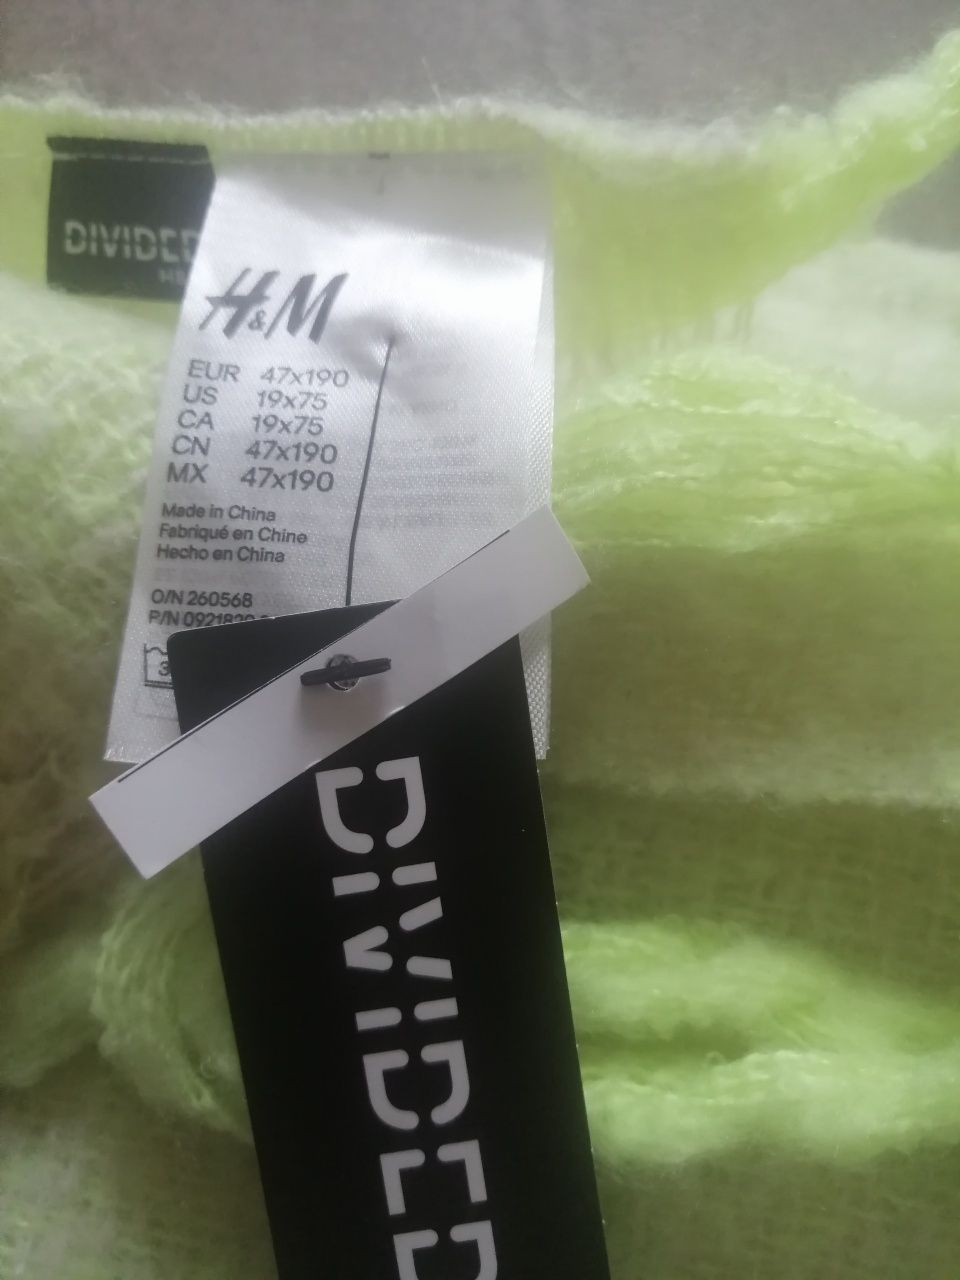 DIVIDED
H&M
EUR 47x190
US 19x75
CA 19x75
CN 47x190
MX 47x190
Made in China
Fabriqué en Chine
Hecho en China
O/N 260568
P/N
DIVIDED